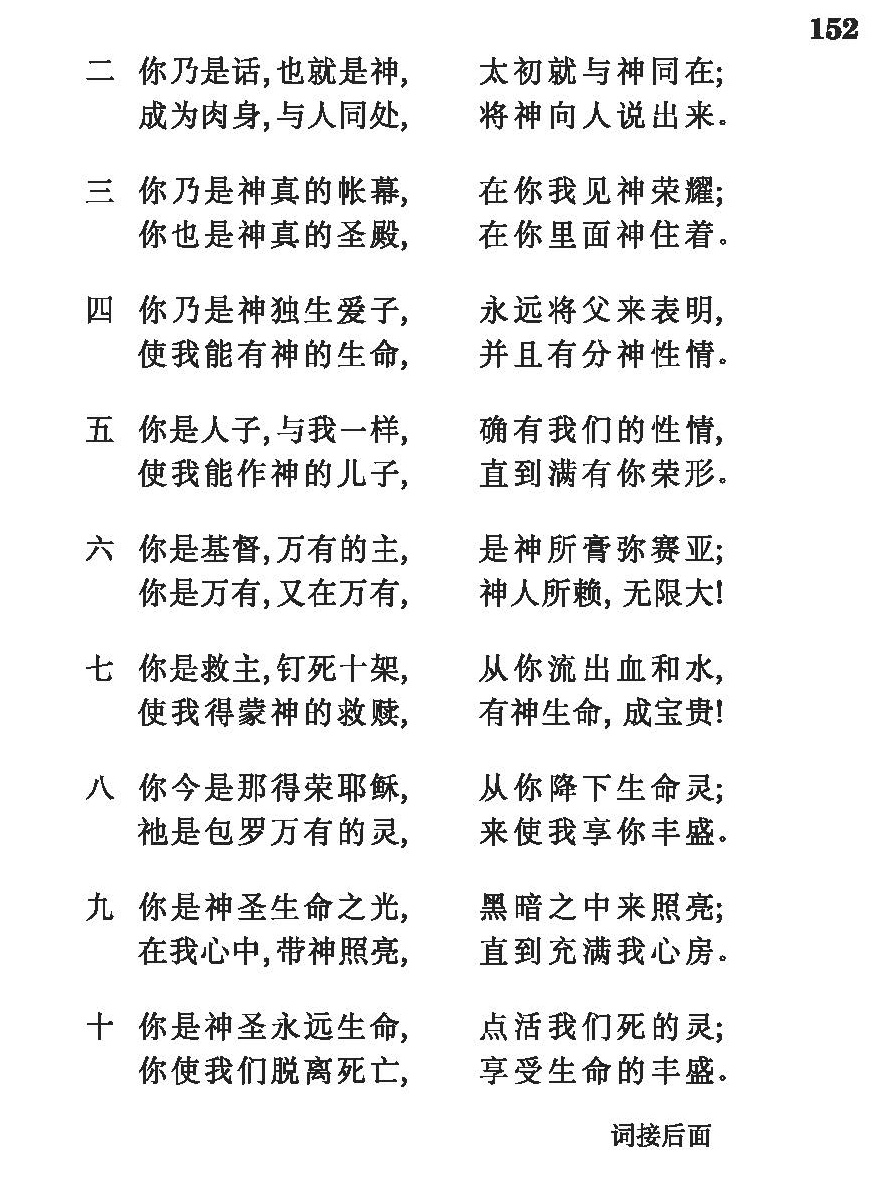 152
二 你乃是话,也就是神, 太初就与神同在;
成为肉身,与人同处, 将神向人说出来。
三 你乃是神真的帐幕, 在你我见神荣耀;
你也是神真的圣殿, 在你里面神住着。
四 你乃是神独生爱子, 永远将父来表明,
使我能有神的生命, 并且有分神性情。
五 你是人子,与我一样, 确有我们的性情,
使我能作神的儿子, 直到满有你荣形。
六 你是基督,万有的主, 是神所膏弥赛亚;
你是万有,又在万有, 神人所赖, 无限大!
七 你是救主,钉死十架, 从你流出血和水,
使我得蒙神的救赎, 有神生命, 成宝贵!
八 你今是那得荣耶稣, 从你降下生命灵;
祂是包罗万有的灵, 来使我享你丰盛。
九 你是神圣生命之光, 黑暗之中来照亮;
在我心中,带神照亮, 直到充满我心房。
十 你是神圣永远生命, 点活我们死的灵;
你使我们脱离死亡, 享受生命的丰盛。
词接后面